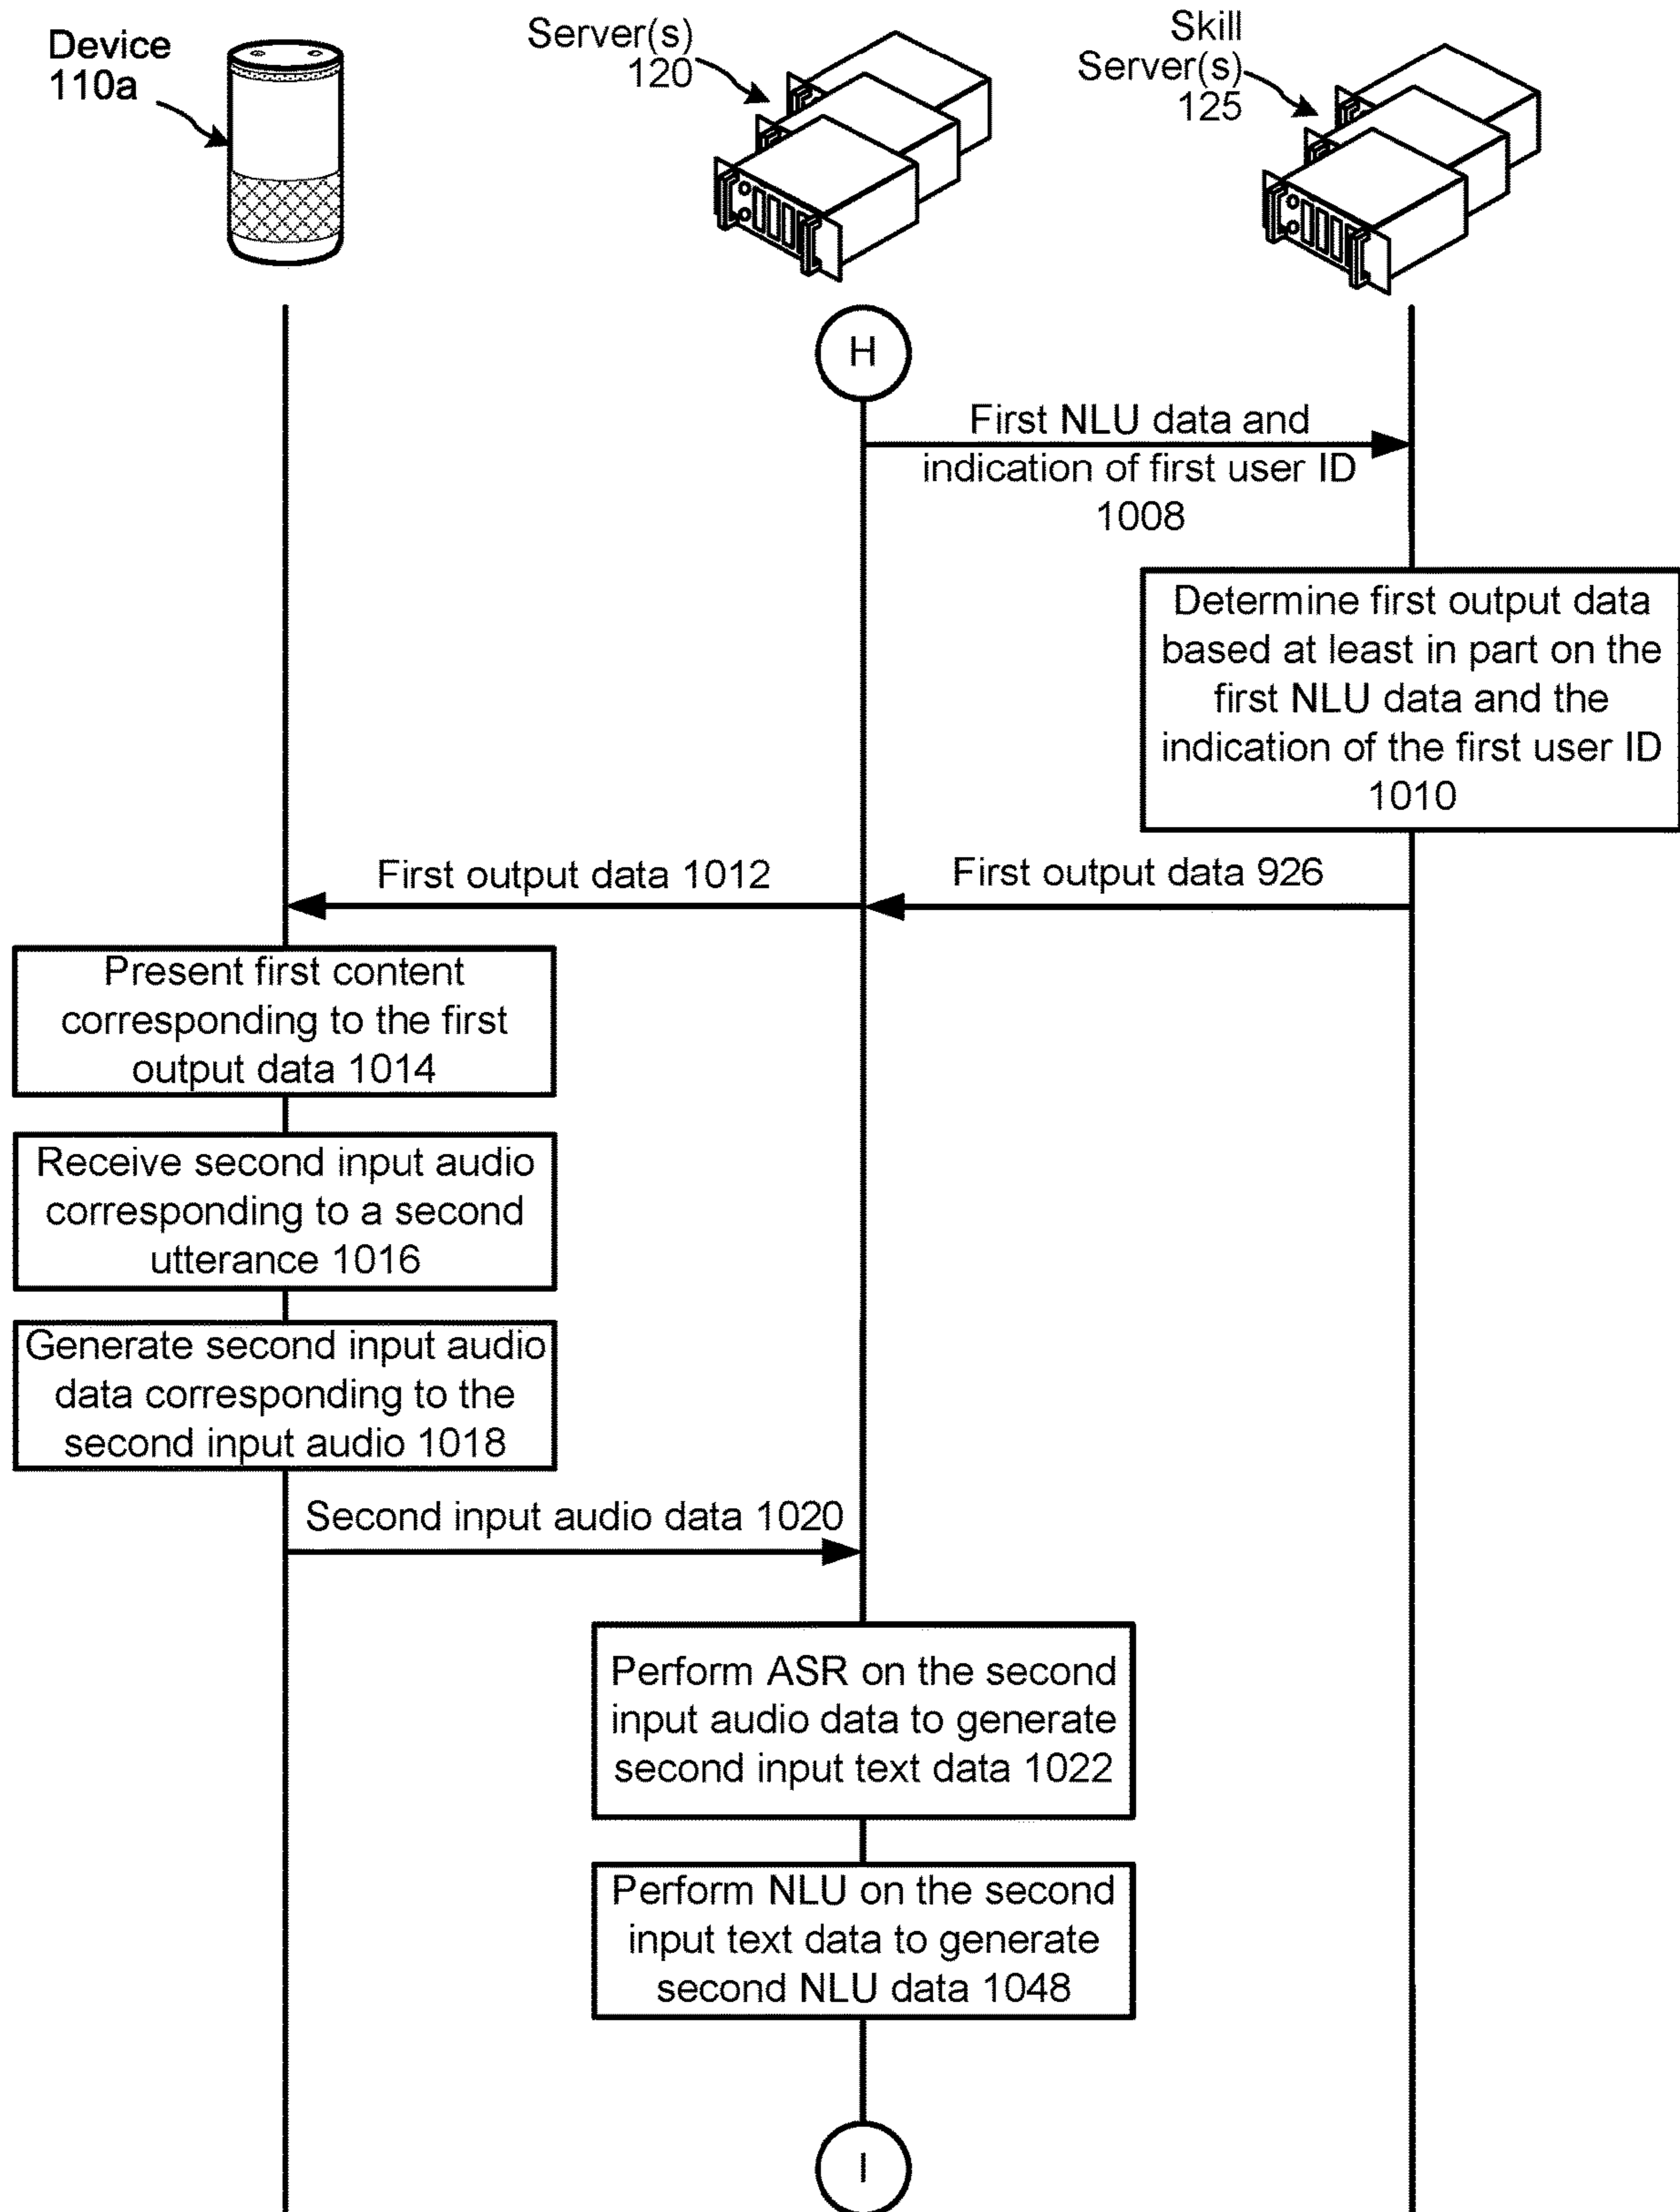 Device
110a
Server(s)
120
Skill
Server(s)
125
H
First NLU data and
indication of first user ID
1008
Determine first output data
based at least in part on the
first NLU data and the
indication of the first user ID
1010
First output data 1012
First output data 926
Present first content
corresponding to the first
output data 1014
Receive second input audio
corresponding to a second
utterance 1016
Generate second input audio
data corresponding to the
second input audio 1018
Second input audio data 1020
Perform ASR on the second
input audio data to generate
second input text data 1022
Perform NLU on the second
input text data to generate
second NLU data 1048
I